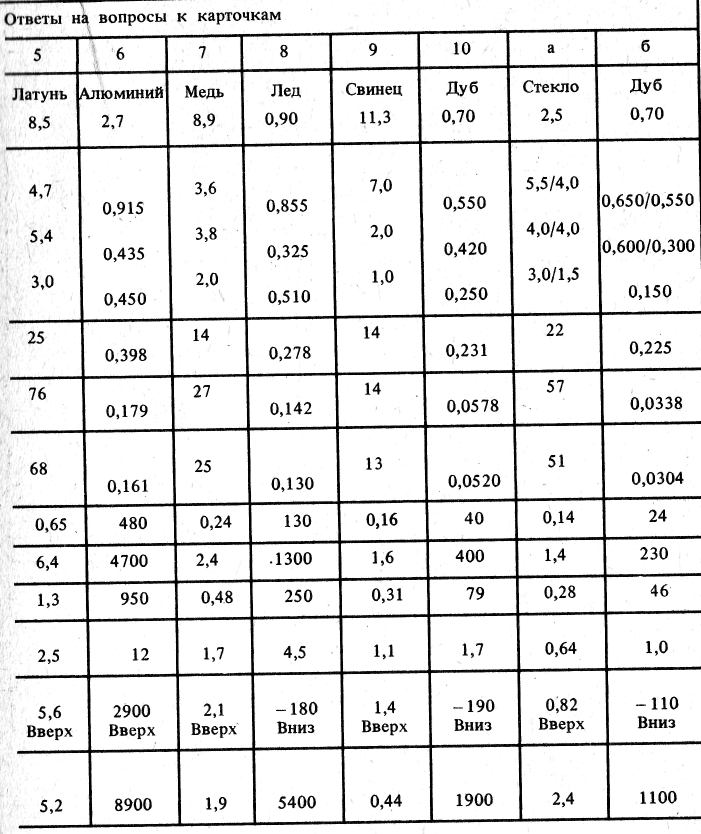 Ответы на вопросы к карточкам
5 6 7 8 9 10 а б
Латунь Алюминий Медь Лед Свинец Дуб Стекло Дуб
8,5 2,7 8,9 0,90 11,3 0,70 2,5 0,70
4,7 3,6 7,0 5,5/4,0
0,915 0,855 0,550 0,650/0,550
5,4 3,8 2,0 4,0/4,0
0,435 0,325 0,420 0,600/0,300
3,0 2,0 1,0 3,0/1,5
0,450 0,510 0,250 0,150
25 14 14 22
0,398 0,278 0,231 0,225
76 27 14 57
0,179 0,142 0,0578 0,0338
68 25 13 51
0,161 0,130 0,0520 0,0304
0,65 480 0,24 130 0,16 40 0,14 24
6,4 4700 2,4 1300 1,6 400 1,4 230
1,3 950 0,48 250 0,31 79 0,28 46
2,5 12 1,7 4,5 1,1 1,7 0,64 1,0
5,6 2900 2,1 −180 1,4 −190 0,82 −110
Вверх Вверх Вверх Вниз Вверх Вниз Вверх Вниз
5,2 8900 1,9 5400 0,44 1900 2,4 1100